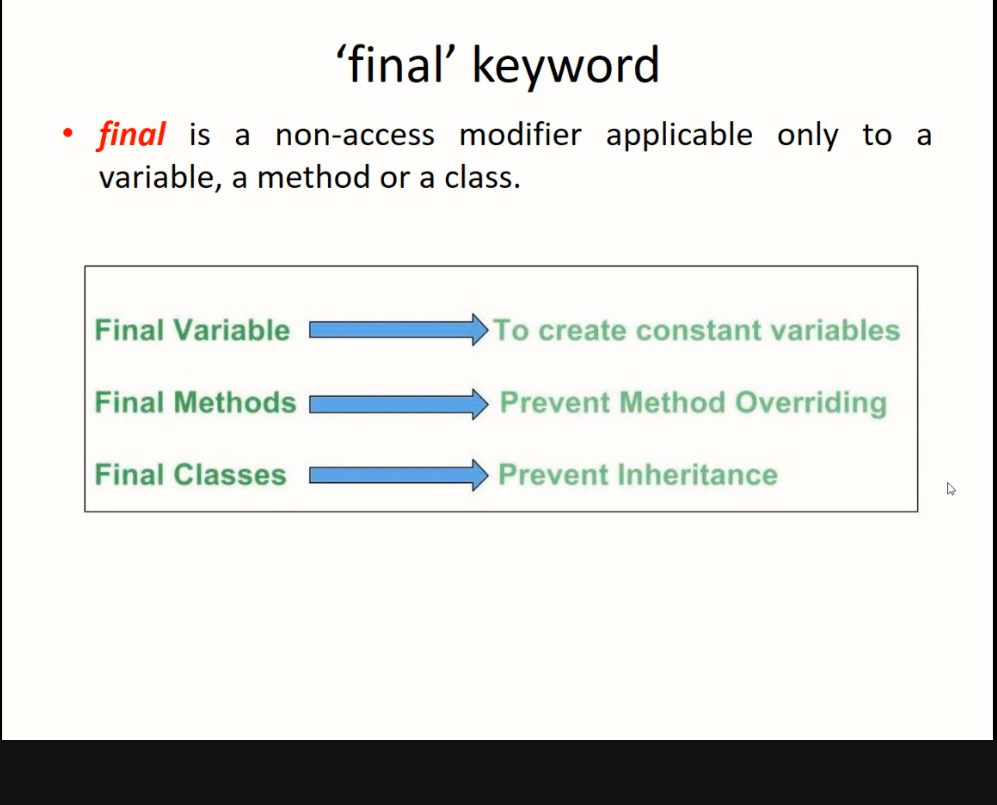 ‘final’ keyword
• final is a non-access modifier applicable only to a
variable, a method or a class.
Final Variable To create constant variables
Final Methods Prevent Method Overriding
Final Classes Prevent Inheritance